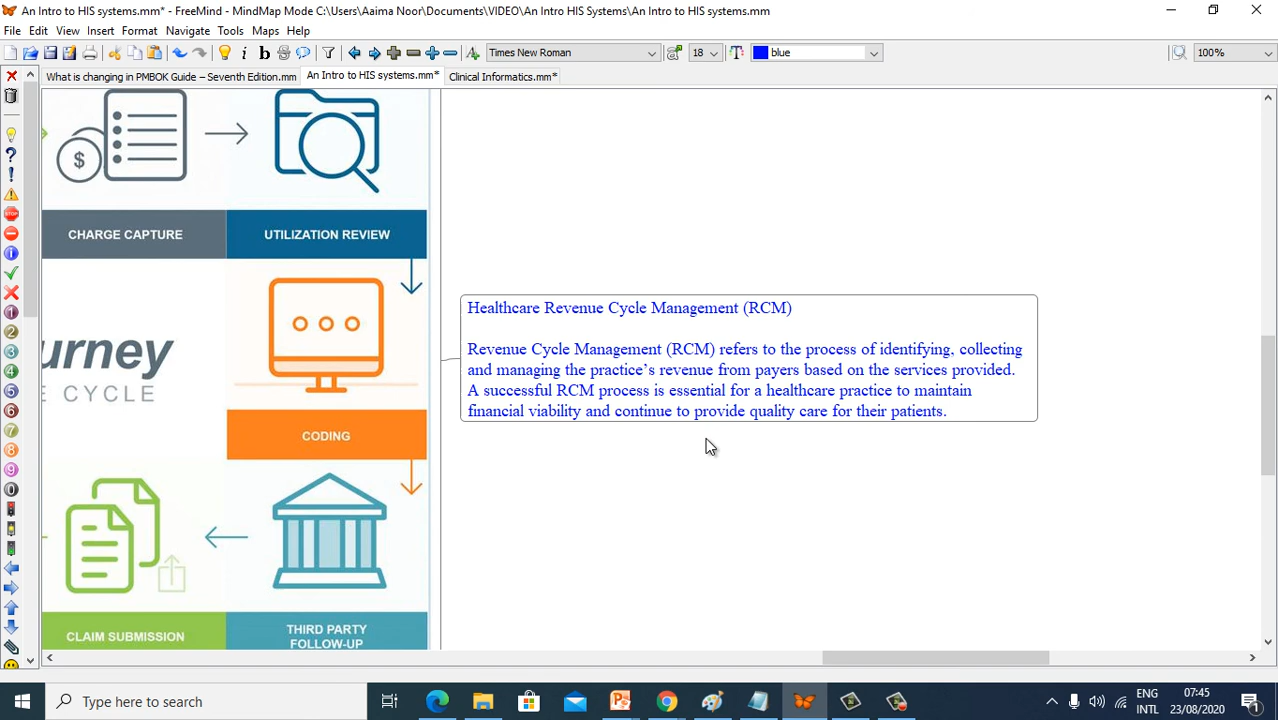 An Intro to HIS systems.mm* - FreeMind - MindMap Mode C:\Users\Aaima Noor\Documents\VIDEO\An Intro HIS Systems\An Intro to HIS systems.mm
File Edit View Insert Format Navigate Tools Maps Help
Times New Roman 18 blue 100%
What is changing in PMBOK Guide – Seventh Edition.mm An Intro to HIS systems.mm* Clinical Informatics.mm*
$
CHARGE CAPTURE UTILIZATION REVIEW
Healthcare Revenue Cycle Management (RCM)
Revenue Cycle Management (RCM) refers to the process of identifying, collecting
and managing the practice's revenue from payers based on the services provided.
A successful RCM process is essential for a healthcare practice to maintain
financial viability and continue to provide quality care for their patients.
urney
E CYCLE
CODING
CLAIM SUBMISSION
THIRD PARTY
FOLLOW-UP
Type here to search
ENG
IN
07:45
23/08/2020